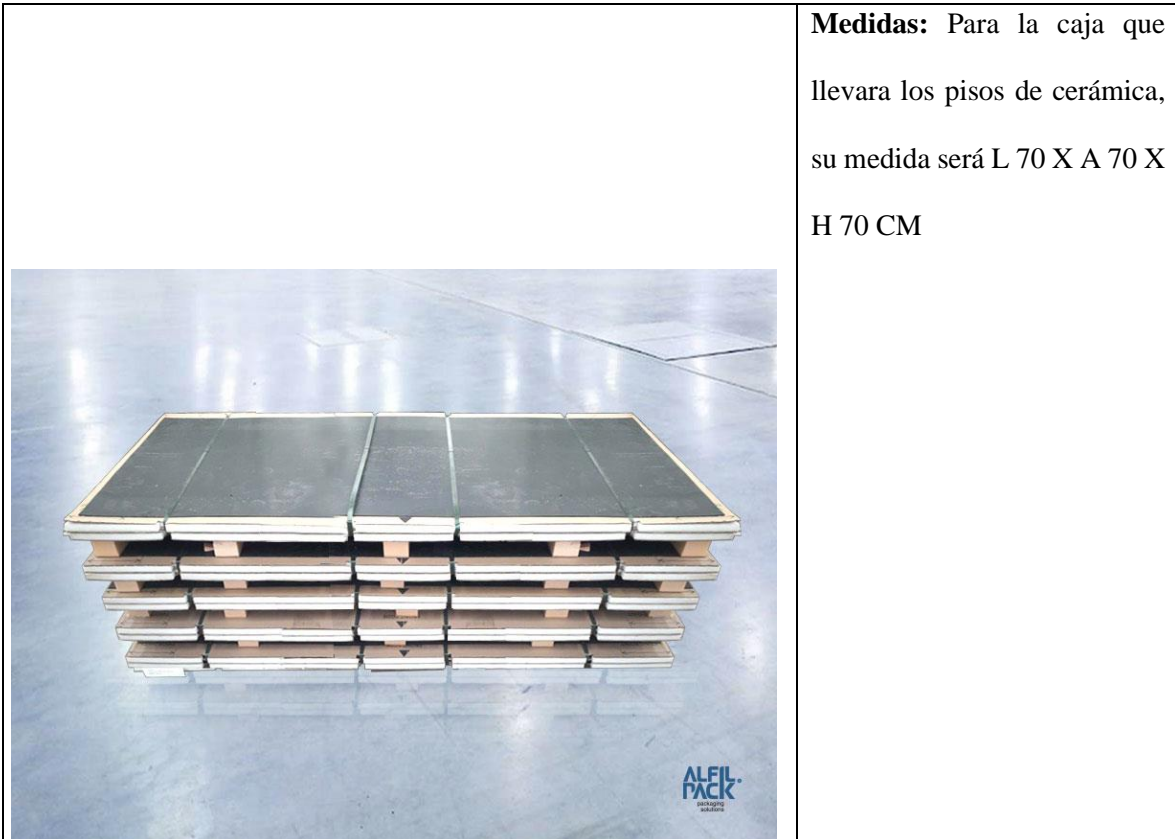 Medidas: Para la caja que
llevara los pisos de cerámica,
su medida será L 70 X A 70 X
H 70 CM
ALFIL.
PACK
packaging
solutions